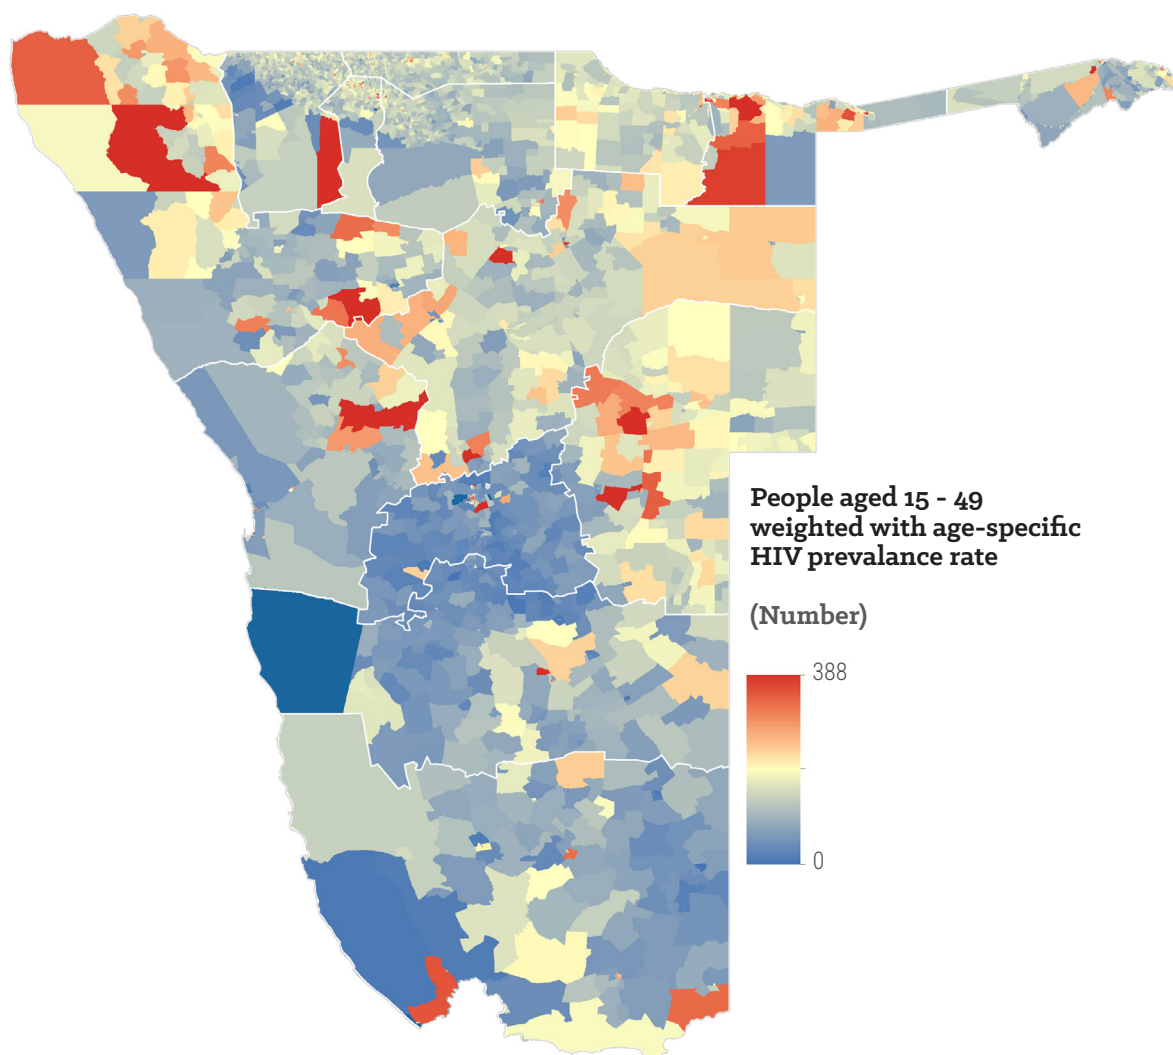 People aged 15 - 49
weighted with age-specific
HIV prevalance rate
(Number)
388
0